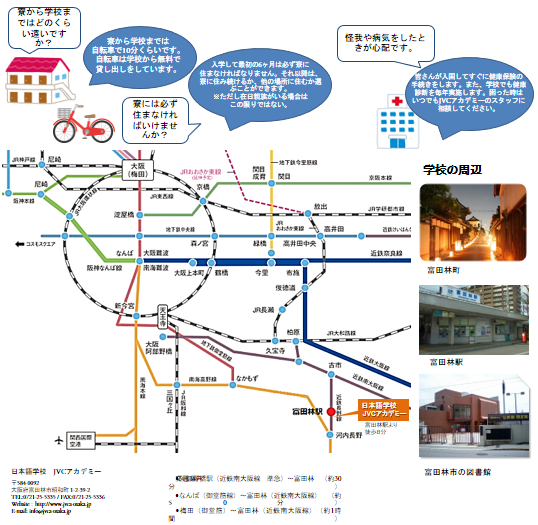 寮から学校ま
ではどのくら
い遠いです
か?
寮から学校までは
自転車で10分くらいです。
自転車は学校から無料で
貸し出しをしています。
寮には必ず
住まなけれ
ばいけませ
んか?
入学して最初の6ヶ月は必ず寮に
住まなければなりません。それ以降は、
寮に住み続けるか、他の場所に住むか選
ぶことができます。
※ただし在日親族がいる場合は
この限りではない。
怪我や病気をしたと
きが心配です。
皆さんが入国してすぐに健康保険の
手続きをします。また、学校でも健康
診断を毎年実施します。困った時は
いつでもJVCアカデミーのスタッフに
相談してください。
学校の周辺
富田林町
富田林駅
富田林市の図書館
JR神戸線
尼崎
大阪
(梅田)
JRおおさか東線
関目
成育
関目
地下鉄今里筋線
京阪本線
尼崎
阪神本線
JR大阪環状線
JR東西線
京橋
放出
JR学研都市線
淀屋橋
JR
おおさか東線
高井田
コスモスクエア
地下鉄中央線
森ノ宮
緑橋
高井田中央
近鉄けいはんな
なんば
大阪難波
近鉄奈良線
阪神なんば線
南海難波
大阪上本町
鶴橋
今里
布施
俊徳道
新今宮
天王寺
JR長瀬
柏原
JR大和路線
大阪
阿部野橋
久宝寺
地下鉄御堂筋線
近鉄大阪線
古市
近鉄南大阪線
南海本線
南海高野線
なかもず
三国ヶ丘
JR阪和線
近鉄長野線
富田林駅
日本語学校
JVCアカデミー
富田林駅より
徒歩8分
関西国際
空港
河内長野
日本語学校 JVCアカデミー
〒584-0092
大阪府富田林市昭和町1-2-39-2
TEL:0721-25-5335 / FAX:0721-25-5336
Website: http://www.jvca-osaka.jp
E-mail: info@jvca-osaka.jp
駅(近鉄南大阪線 準急)~富田林 (約30
分)
●なんば(御堂筋線)~富田林(近鉄南大阪線) (約
分)
●梅田(御堂筋)~富田林(近鉄南大阪線) (約1時
間)